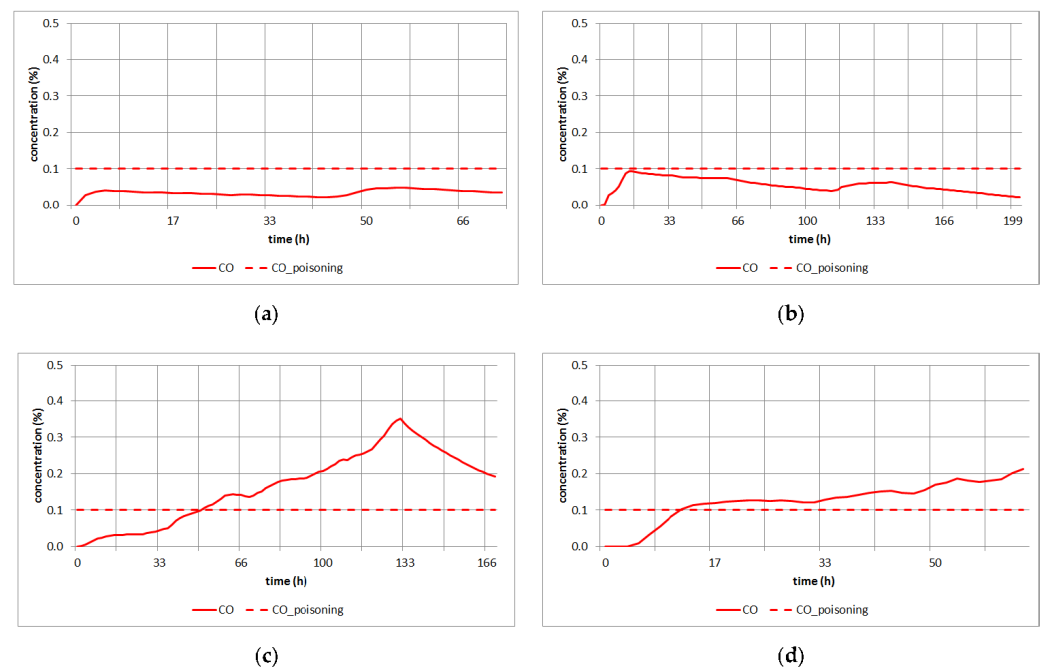 0.5
0.4
0.3
0.2
0.1
0.0
concentration (%)
0 17 33 50 66
time (h)
CO CO_poisoning
(a)
0.5
0.4
0.3
0.2
0.1
0.0
concentration (%)
0 33 66 100 133 166 199
time (h)
CO CO_poisoning
(b)
0.5
0.4
0.3
0.2
0.1
0.0
concentration (%)
0 33 66 100 133 166
time (h)
CO CO_poisoning
(c)
0.5
0.4
0.3
0.2
0.1
0.0
concentration (%)
0 17 33 50
time (h)
CO CO_poisoning
(d)